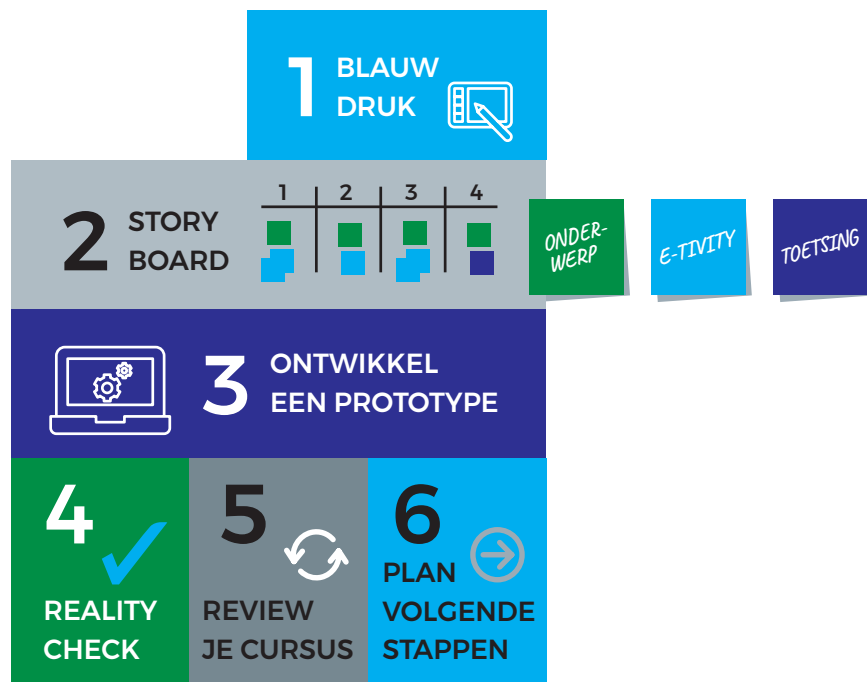 1 BLAUW
DRUK
2 STORY
BOARD
1 2 3 4
ONDER-
WERP
E-TIVITY
TOETSING
3 ONTWIKKEL
EEN PROTOTYPE
4
REALITY
CHECK
5
REVIEW
JE CURSUS
6
PLAN
VOLGENDE
STAPPEN